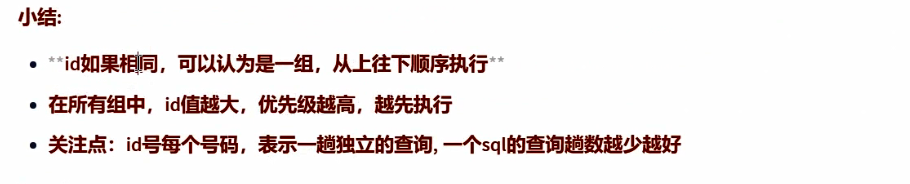 小结:
• **id如果相同，可以认为是一组，从上往下顺序执行**
• 在所有组中，id值越大，优先级越高，越先执行
• 关注点：id号每个号码，表示一趟独立的查询, 一个sql的查询趟数越少越好